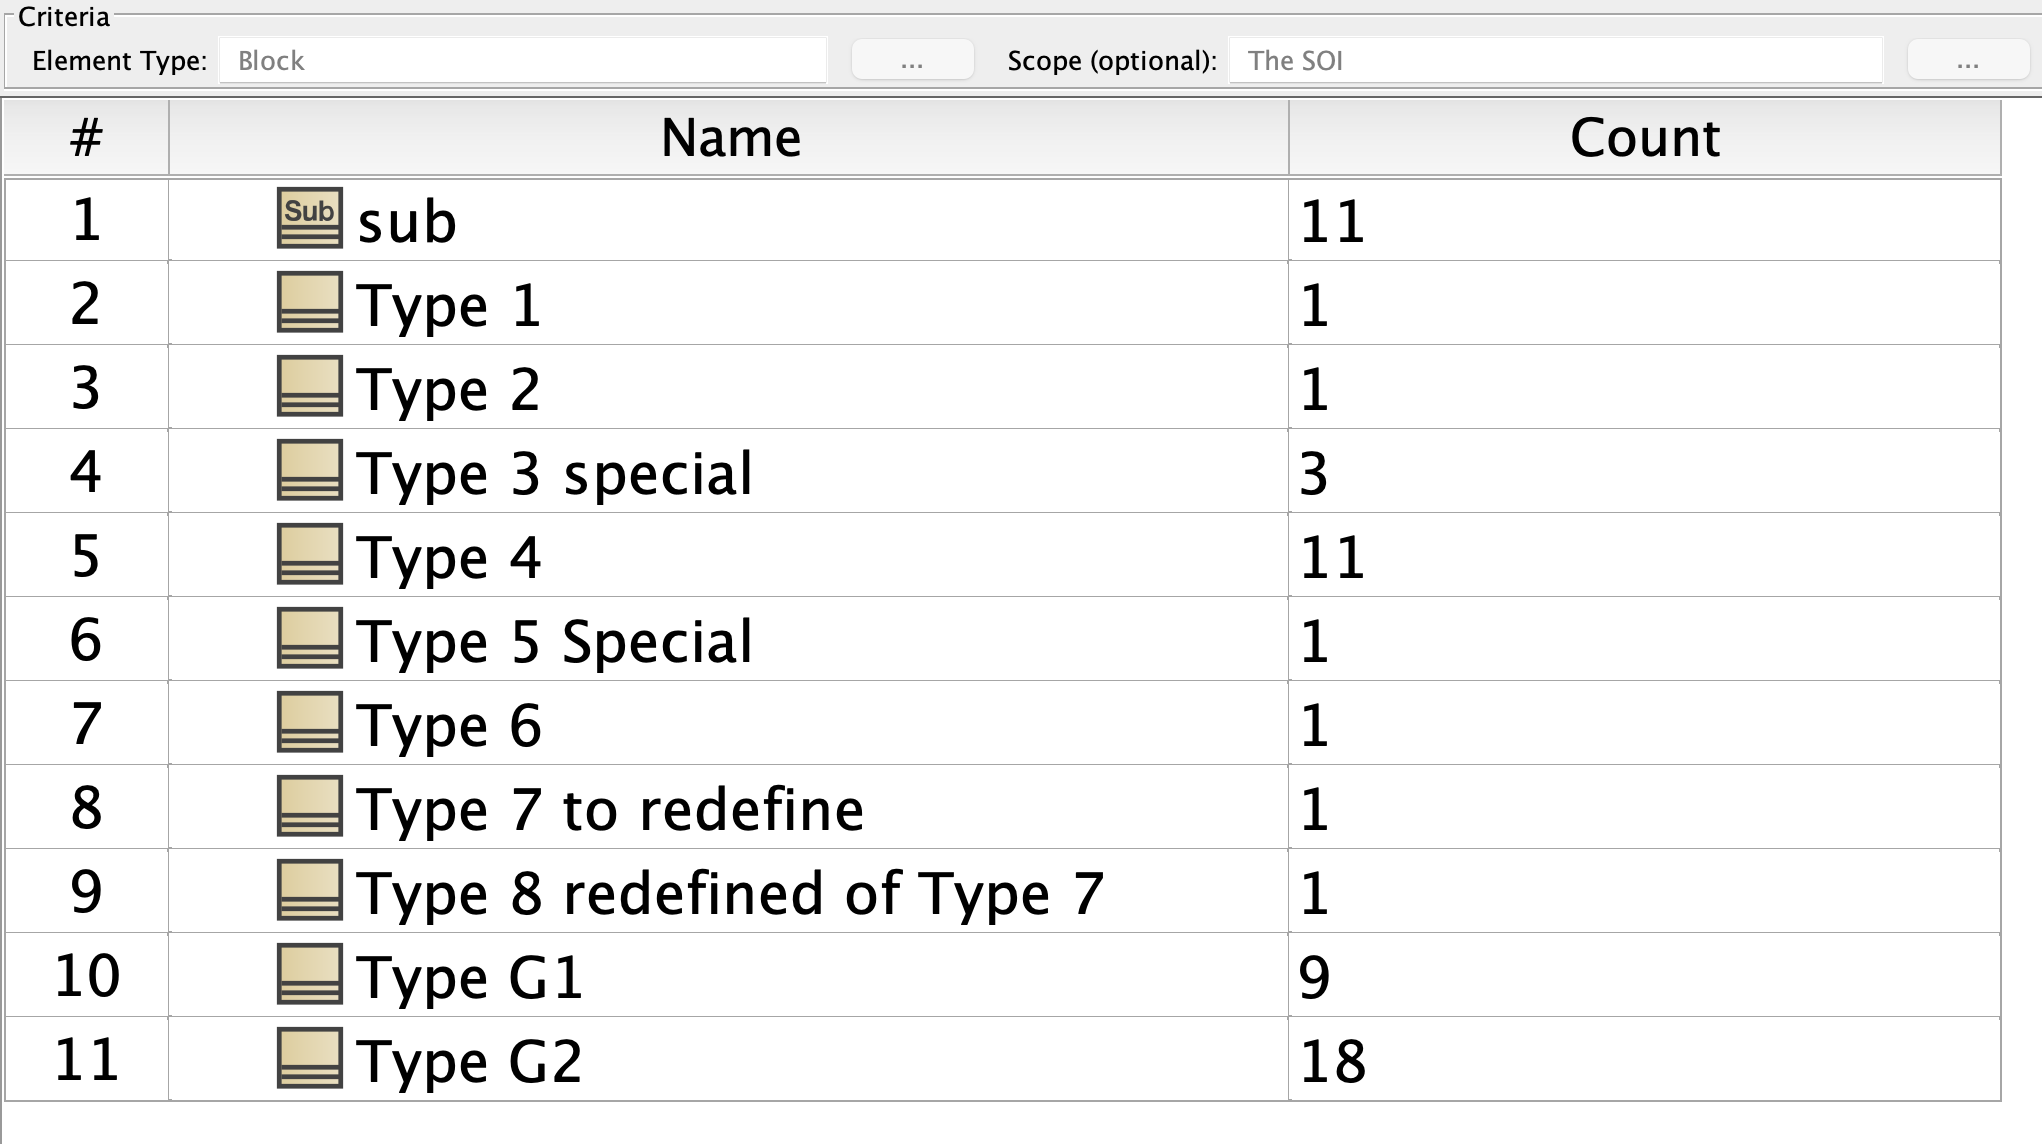 Criteria
Element Type: Block ... Scope (optional): The SOI ...
# Name Count
1 Sub sub 11
2 Type 1 1
3 Type 2 1
4 Type 3 special 3
5 Type 4 11
6 Type 5 Special 1
7 Type 6 1
8 Type 7 to redefine 1
9 Type 8 redefined of Type 7 1
10 Type G1 9
11 Type G2 18